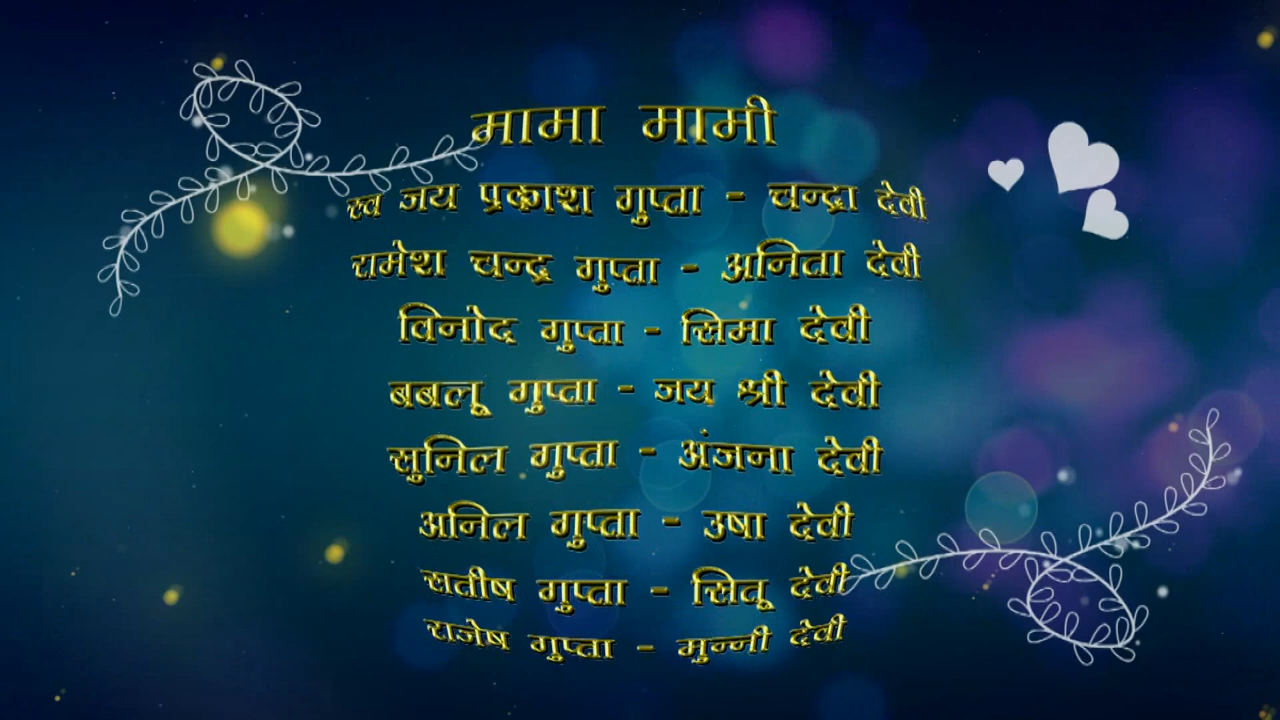 मामा मामी
स्व जय प्रकाश गुप्ता - चन्द्रा देवी
रामेश चन्द्र गुप्ता - अनिता देवी
विनोद गुप्ता - सिमा देवी
बबलू गुप्ता - जय श्री देवी
सुनिल गुप्ता - अंजना देवी
अनिल गुप्ता - उषा देवी
सतीष गुप्ता - सितू देवी
राजेष गुप्ता - मुन्नी देवी